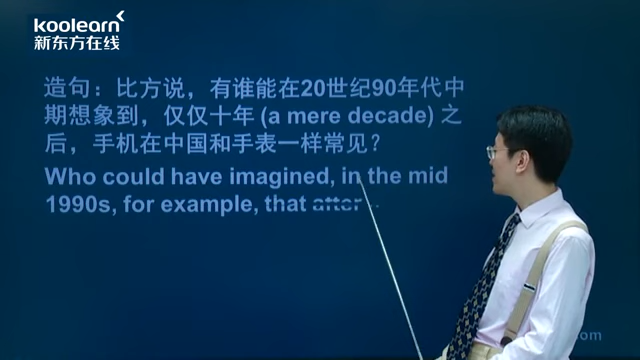 koolearn
新东方在线
造句：比方说，有谁能在20世纪90年代中
期想象到，仅仅十年 (a mere decade) 之
后，手机在中国和手表一样常见？
Who could have imagined, in the mid
1990s, for example, that after
com